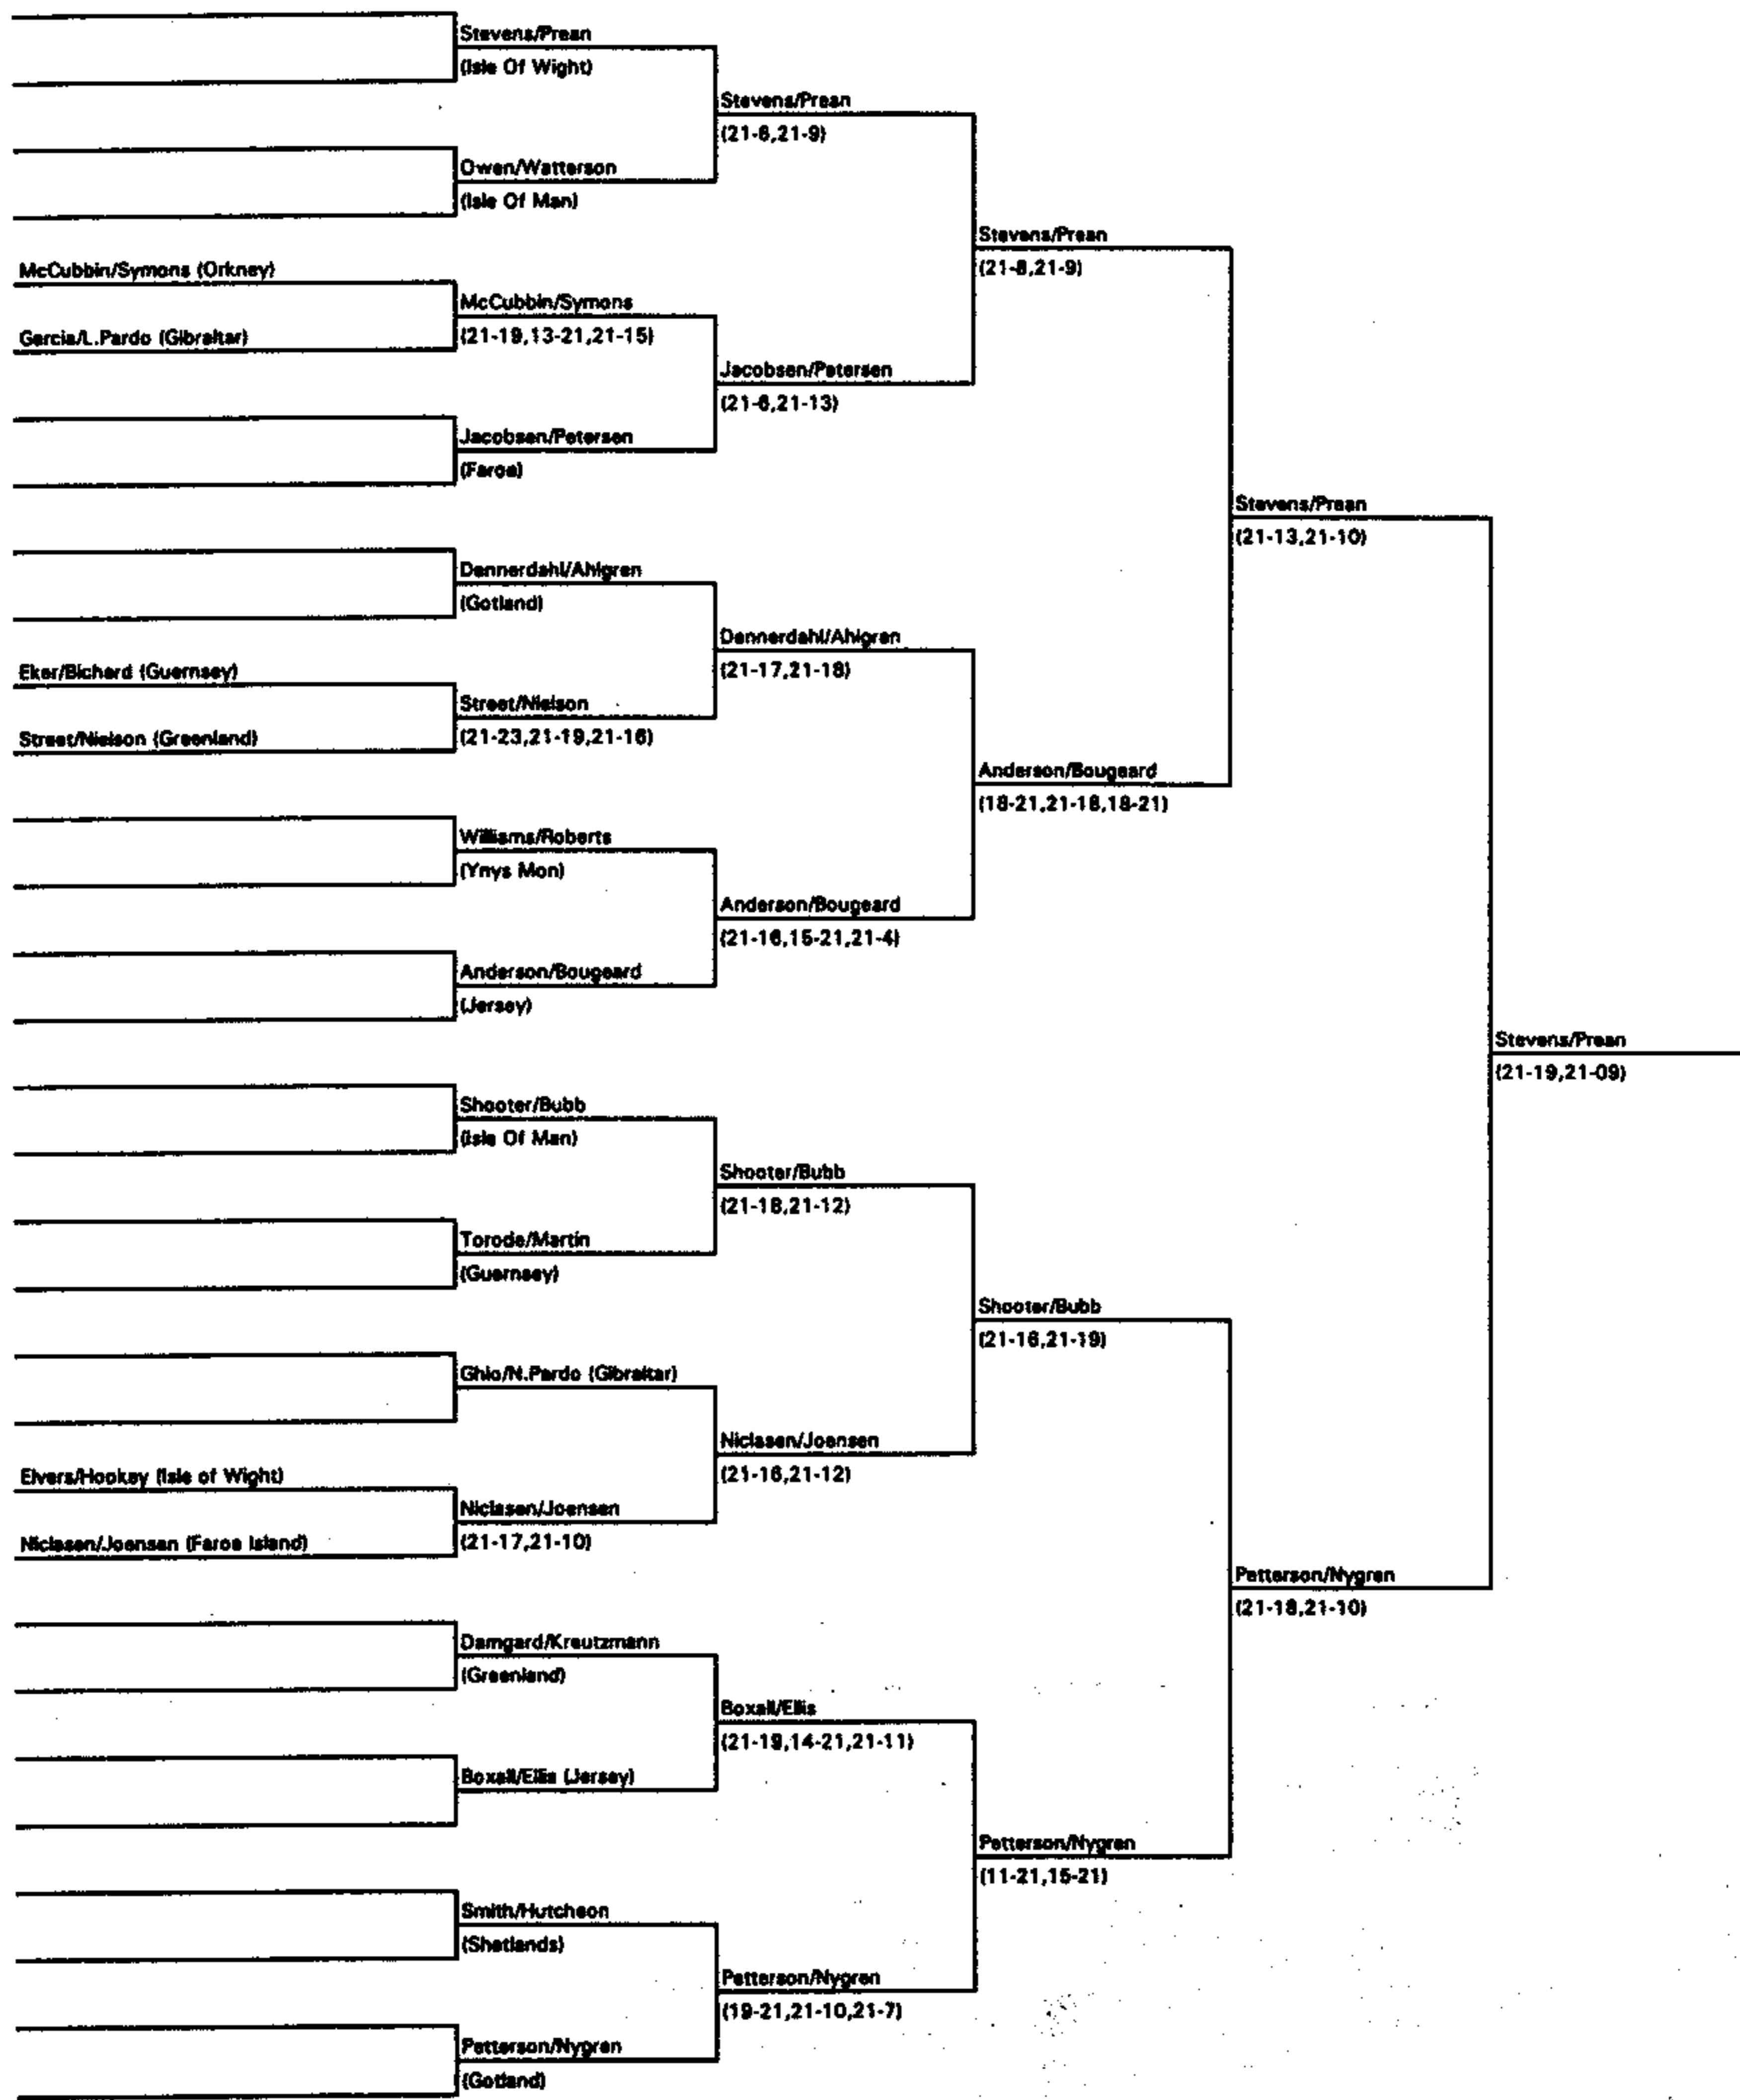 Stevens/Prean
(Isle Of Wight)
Stevens/Prean
(21-6,21-9)
Owen/Watterson
(Isle Of Man)
Stevens/Prean
(21-8,21-9)
McCubbin/Symons (Orkney)
McCubbin/Symons
Garcia/L.Pardo (Gibraltar)
(21-19,13-21,21-15)
Jacobsen/Petersen
(21-6,21-13)
Jacobsen/Petersen
(Faroe)
Stevens/Prean
(21-13,21-10)
Dennerdahl/Ahlgren
(Gotland)
Dennerdahl/Ahlgren
(21-17,21-18)
Eker/Bichard (Guernsey)
Street/Nielson
Street/Nielson (Greenland)
(21-23,21-19,21-16)
Anderson/Bougeard
(18-21,21-18,18-21)
Williams/Roberts
(Ynys Mon)
Anderson/Bougeard
(21-16,15-21,21-4)
Anderson/Bougeard
(Jersey)
Stevens/Prean
(21-19,21-09)
Shooter/Bubb
(Isle Of Man)
Shooter/Bubb
(21-18,21-12)
Torode/Martin
(Guernsey)
Shooter/Bubb
(21-16,21-19)
Ghio/N.Pardo (Gibraltar)
Niclasen/Joensen
(21-16,21-12)
Elvers/Hookey (Isle of Wight)
Niclasen/Joensen
Niclasen/Joensen (Faroe Island)
(21-17,21-10)
Petterson/Nygren
(21-18,21-10)
Damgard/Kreutzmann
(Greenland)
Boxall/Ellis
(21-19,14-21,21-11)
Boxall/Ellis (Jersey)
Petterson/Nygren
(11-21,15-21)
Smith/Hutcheon
(Shetlands)
Petterson/Nygren
(19-21,21-10,21-7)
Petterson/Nygren
(Gotland)